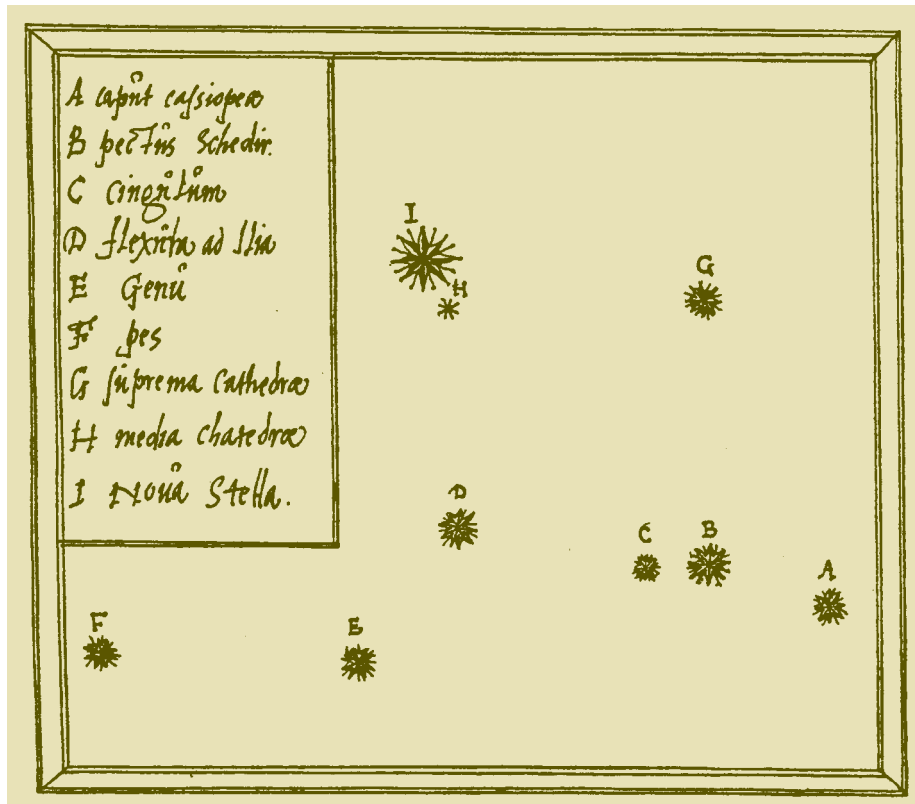 A caput cassiopeæ
B pectus Schedir.
C cingulum
D flexura ad Ilia
E Genu
F pes
G suprema Cathedræ
H media chatedræ
I Noua Stella.
I
G
H
D
C B
A
F
E